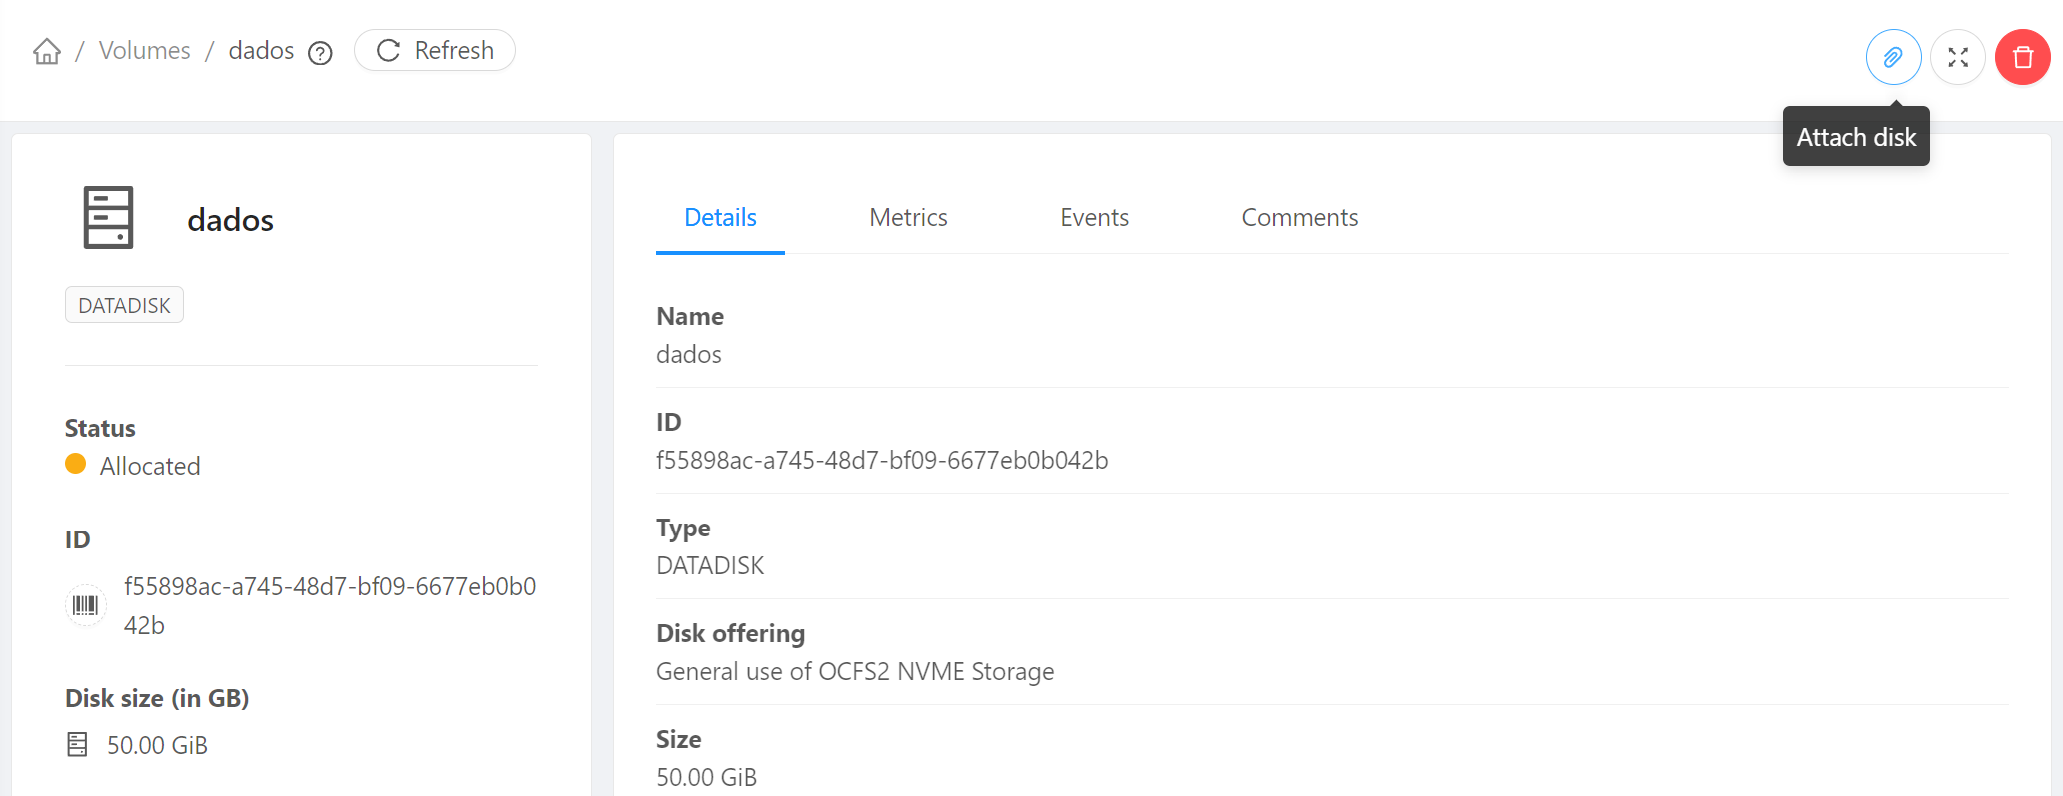 / Volumes / dados Refresh
Attach disk
dados
DATADISK
Status
Allocated
ID
f55898ac-a745-48d7-bf09-6677eb0b0
42b
Disk size (in GB)
50.00 GiB
Details Metrics Events Comments
Name
dados
ID
f55898ac-a745-48d7-bf09-6677eb0b042b
Type
DATADISK
Disk offering
General use of OCFS2 NVME Storage
Size
50.00 GiB